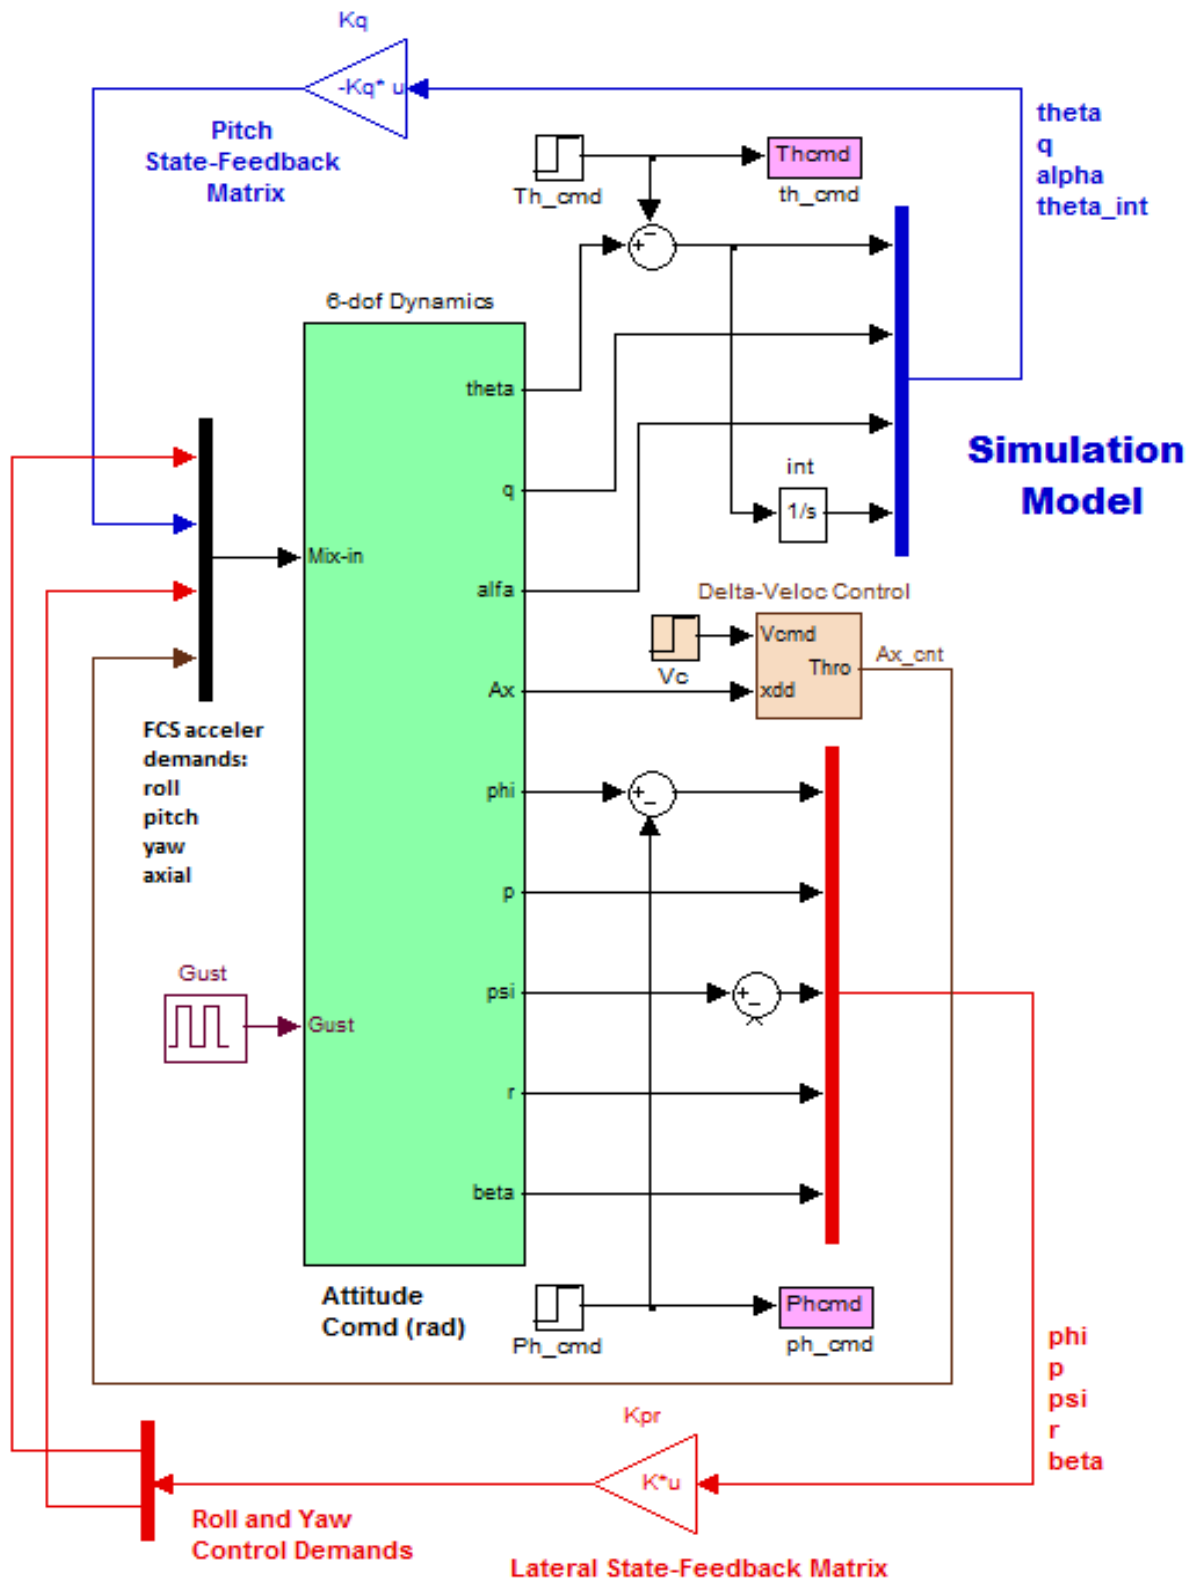 Kq
-Kq* u
Pitch
State-Feedback
Matrix
theta
q
alpha
theta_int
Th_cmd
Thcmd
th_cmd
+
−
6-dof Dynamics
theta
q
alfa
Ax
phi
p
psi
r
beta
Mix-in
Gust
int
1/s
Simulation
Model
Delta-Veloc Control
Vcmd
Thro
xdd
Vc
Ax_cnt
FCS acceler
demands:
roll
pitch
yaw
axial
+
−
+
−
Gust
Attitude
Comd (rad)
Ph_cmd
Phcmd
ph_cmd
phi
p
psi
r
beta
Kpr
K*u
Roll and Yaw
Control Demands
Lateral State-Feedback Matrix